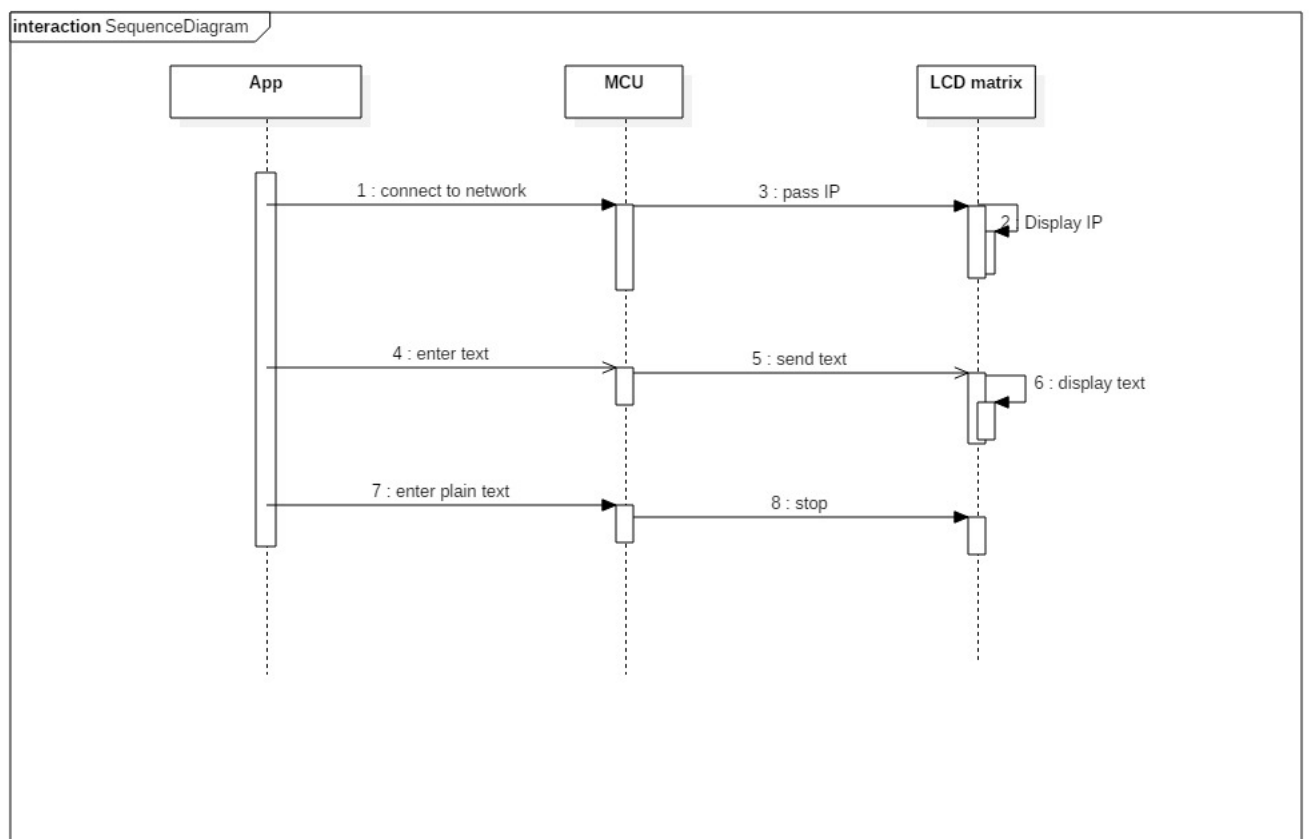 interaction SequenceDiagram
App
MCU
LCD matrix
1 : connect to network
3 : pass IP
2 : Display IP
4 : enter text
5 : send text
6 : display text
7 : enter plain text
8 : stop